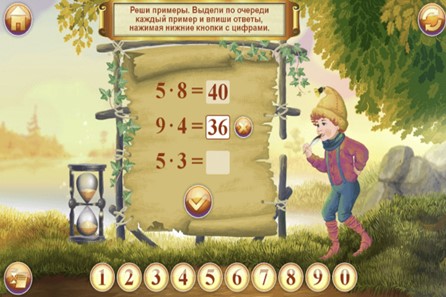 Реши примеры. Выдели по очереди
каждый пример и впиши ответы,
нажимая нижние кнопки с цифрами.
5·8=40
9·4=36
5·3=
1 2 3 4 5 6 7 8 9 0